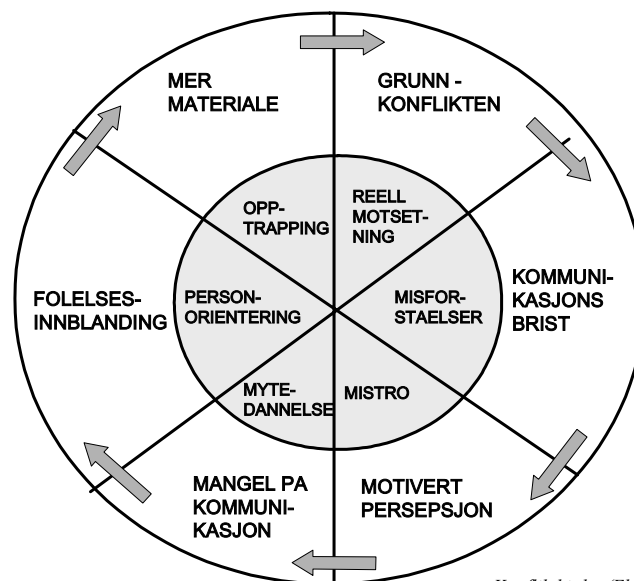 MER
MATERIALE
GRUNN -
KONFLIKTEN
OPP-
TRAPPING
REELL
MOTSET-
NING
KOMMUNI-
KASJONS
BRIST
FOLELSES-
INNBLANDING
PERSON-
ORIENTERING
MISFOR-
STAELSER
MYTE-
DANNELSE
MISTRO
MANGEL PA
KOMMUNI-
KASJON
MOTIVERT
PERSEPSJON